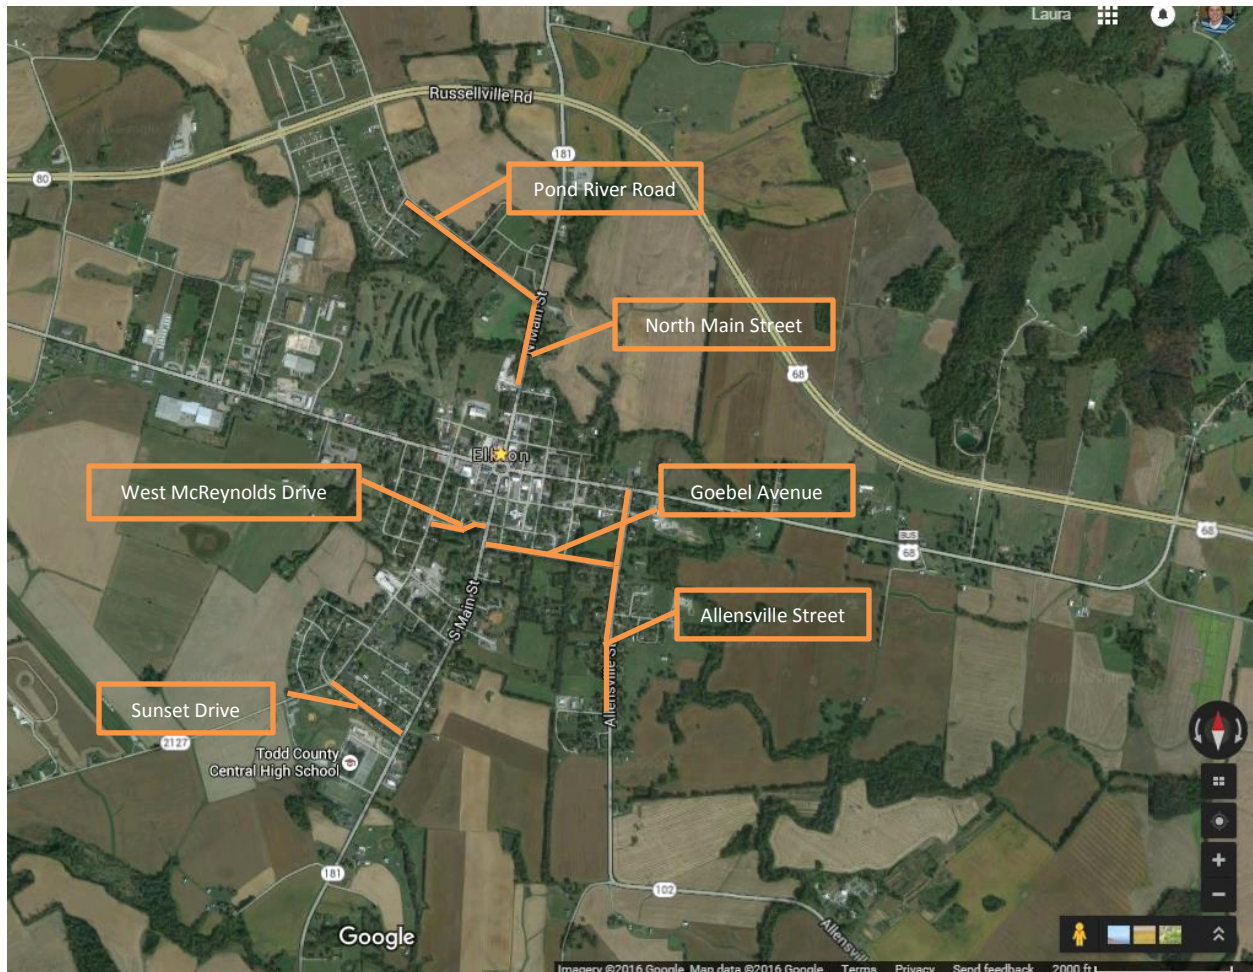 Laura
Russellville Rd
181
80
Pond River Road
N Main St
North Main Street
68
Elkton
West McReynolds Drive
Goebel Avenue
BUS
68
68
S Main St
Allensville Street
Allensville St
Sunset Drive
2127
Todd County
Central High School
181
102
Allensvill
Google
Imagery ©2016 Google, Map data ©2016 Google Terms Privacy Send feedback 2000 ft